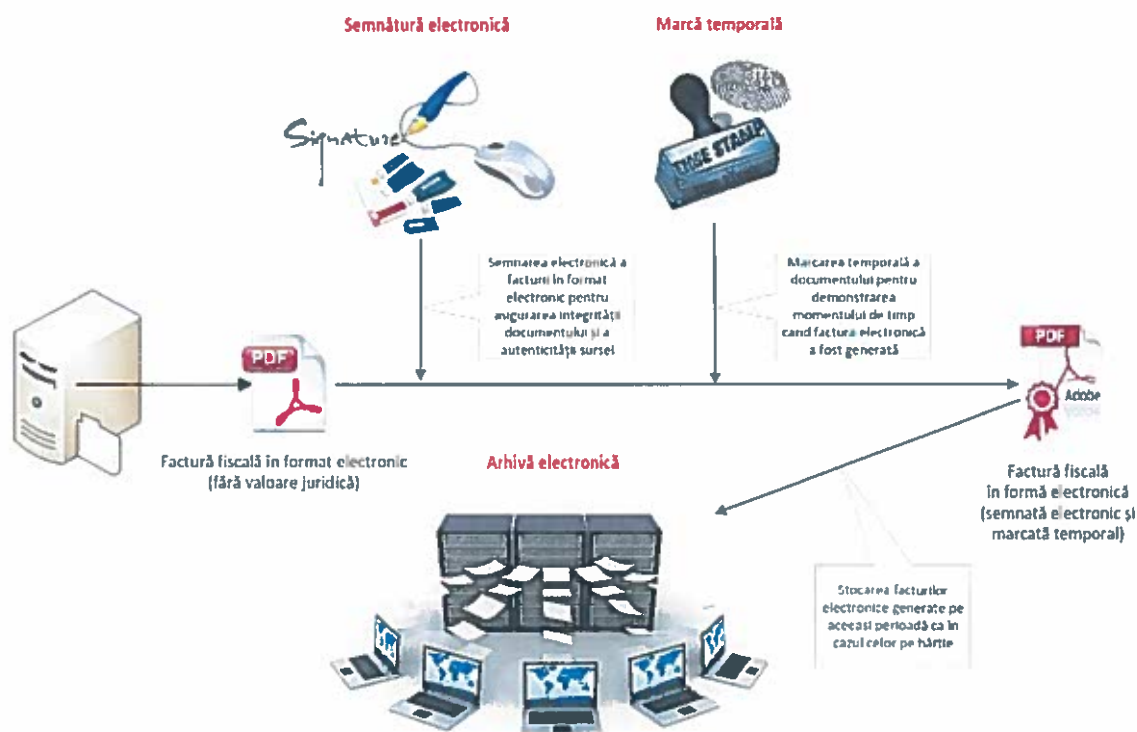 Semnătură electronică
Marcă temporală
Signature
TIME STAMP
Semnarea electronică a
facturii în format
electronic pentru
asigurarea integrității
documentului și a
autenticității sursei
Marcarea temporală a
documentului pentru
demonstrarea
momentului de timp
cand factura electronică
a fost generată
PDF
PDF
Adobe
Factură fiscală în format electronic
(fără valoare juridică)
Arhivă electronică
Factură fiscală
în formă electronică
(semnată electronic și
marcată temporal)
Stocarea facturilor
electronice generate pe
aceeasi perioadă ca în
cazul celor pe hârtie